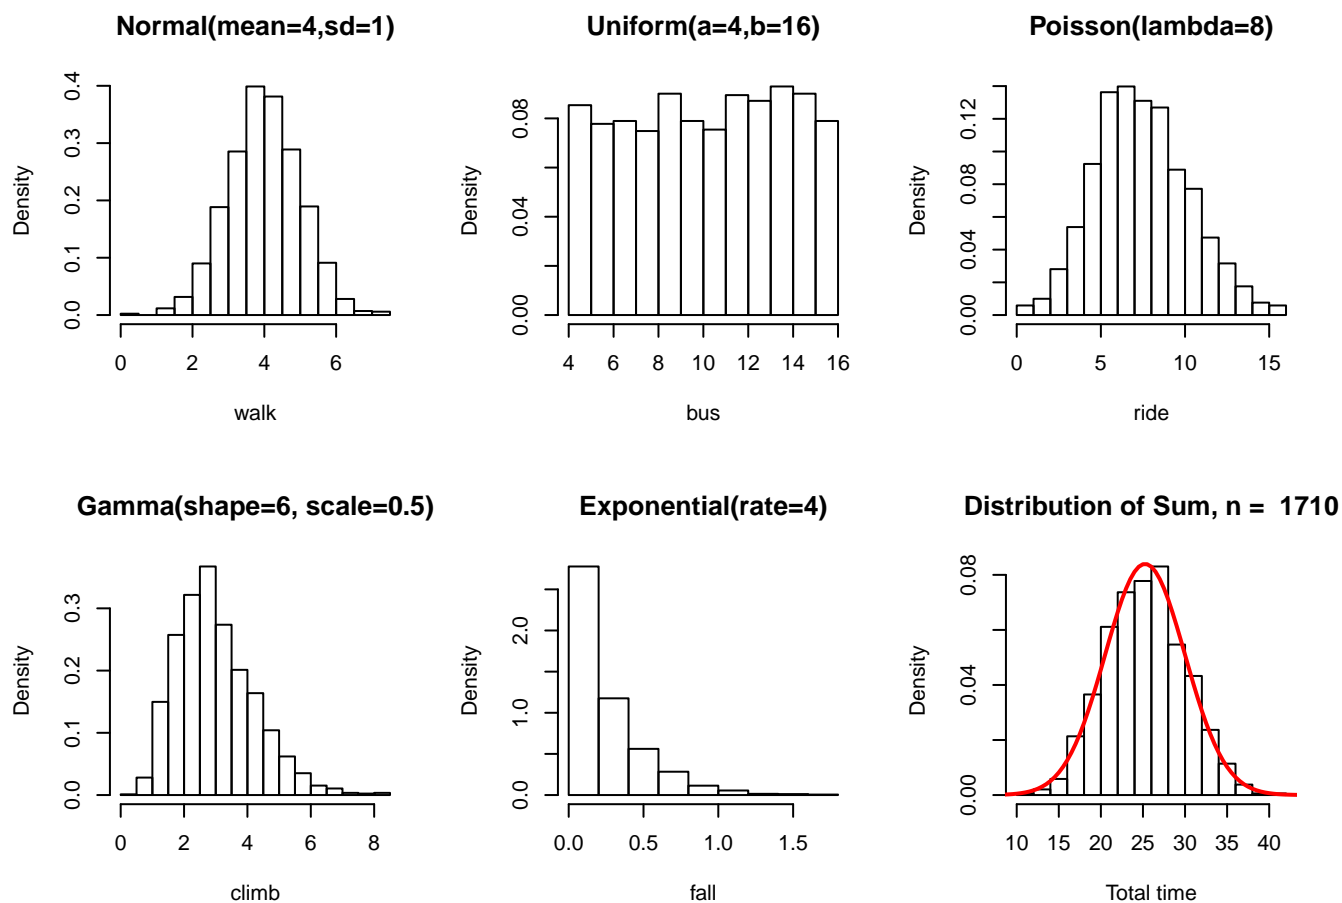 Normal(mean=4,sd=1)
Density
0.0 0.1 0.2 0.3 0.4
0 2 4 6
walk
Uniform(a=4,b=16)
Density
0.00 0.04 0.08
4 6 8 10 12 14 16
bus
Poisson(lambda=8)
Density
0.00 0.04 0.08 0.12
0 5 10 15
ride
Gamma(shape=6, scale=0.5)
Density
0.0 0.1 0.2 0.3
0 2 4 6 8
climb
Exponential(rate=4)
Density
0.0 1.0 2.0
0.0 0.5 1.0 1.5
fall
Distribution of Sum, n =  1710
Density
0.00 0.04 0.08
10 15 20 25 30 35 40
Total time